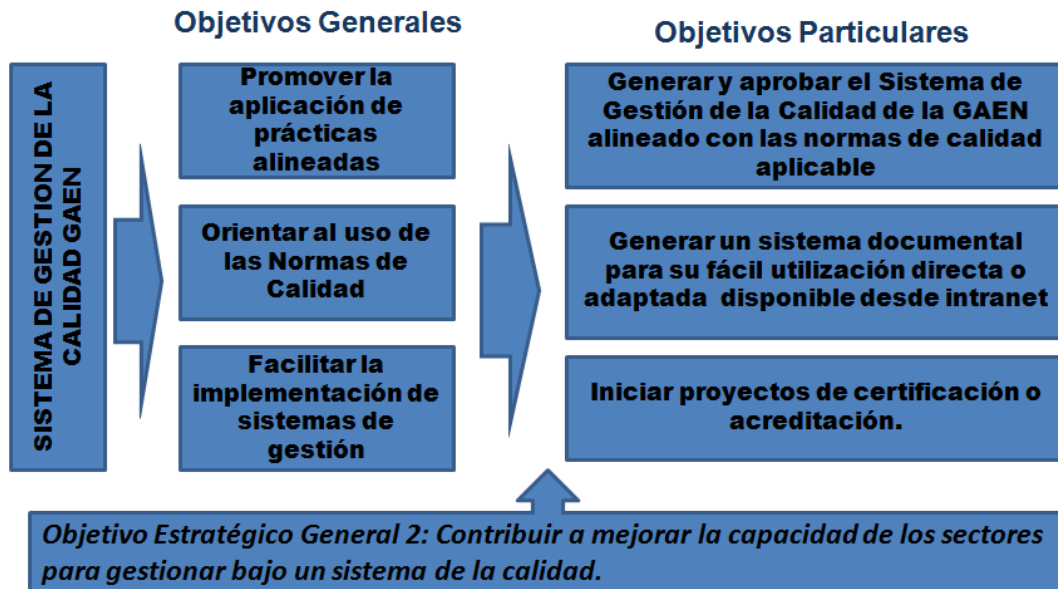 Objetivos Generales
Objetivos Particulares
SISTEMA DE GESTION DE LA
CALIDAD GAEN
Promover la
aplicación de
prácticas
alineadas
Orientar al uso de
las Normas de
Calidad
Facilitar la
implementación de
sistemas de
gestión
Generar y aprobar el Sistema de
Gestión de la Calidad de la GAEN
alineado con las normas de calidad
aplicable
Generar un sistema documental
para su fácil utilización directa o
adaptada disponible desde intranet
Iniciar proyectos de certificación o
acreditación.
Objetivo Estratégico General 2: Contribuir a mejorar la capacidad de los sectores
para gestionar bajo un sistema de la calidad.